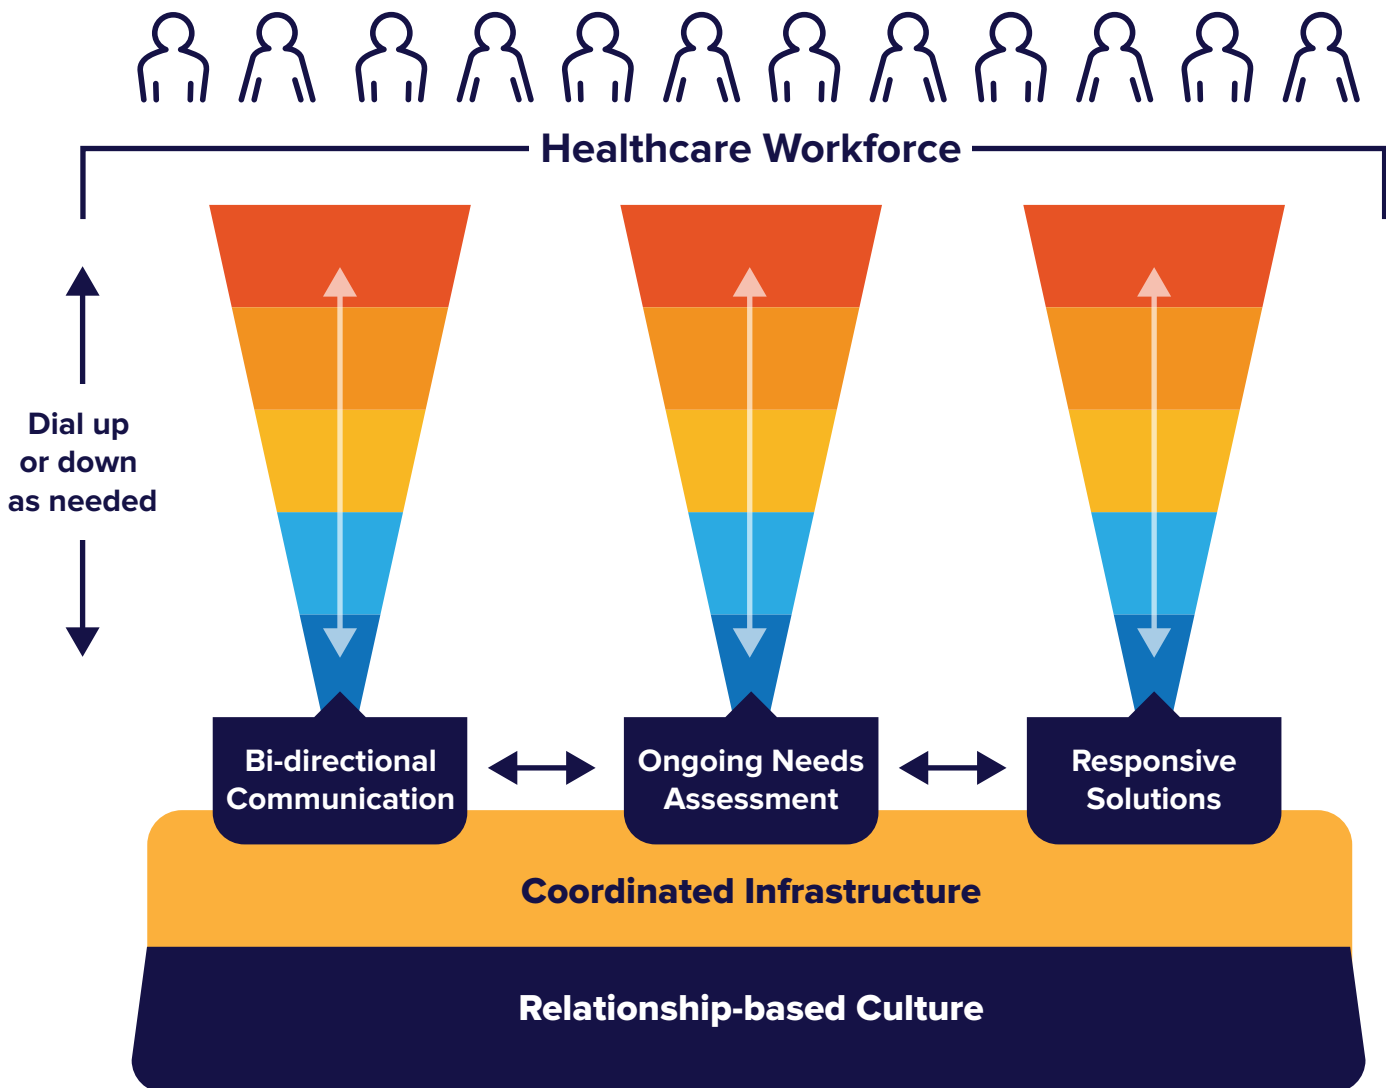 Healthcare Workforce
Dial up
or down
as needed
Bi-directional
Communication
Ongoing Needs
Assessment
Responsive
Solutions
Coordinated Infrastructure
Relationship-based Culture